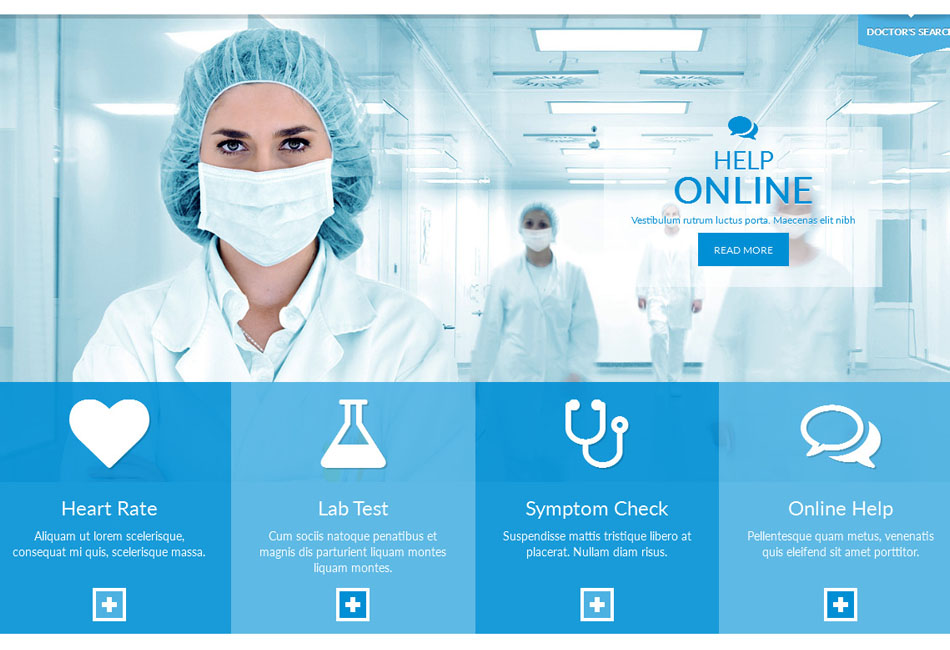 DOCTOR'S SEARC
HELP
ONLINE
Vestibulum rutrum luctus porta. Maecenas elit nibh
READ MORE
Heart Rate
Aliquam ut lorem scelerisque,
consequat mi quis, scelerisque massa.
Lab Test
Cum sociis natoque penatibus et
magnis dis parturient liquam montes
liquam montes.
Symptom Check
Suspendisse mattis tristique libero at
placerat. Nullam diam risus.
Online Help
Pellentesque quam metus, venenatis
quis eleifend sit amet porttitor.